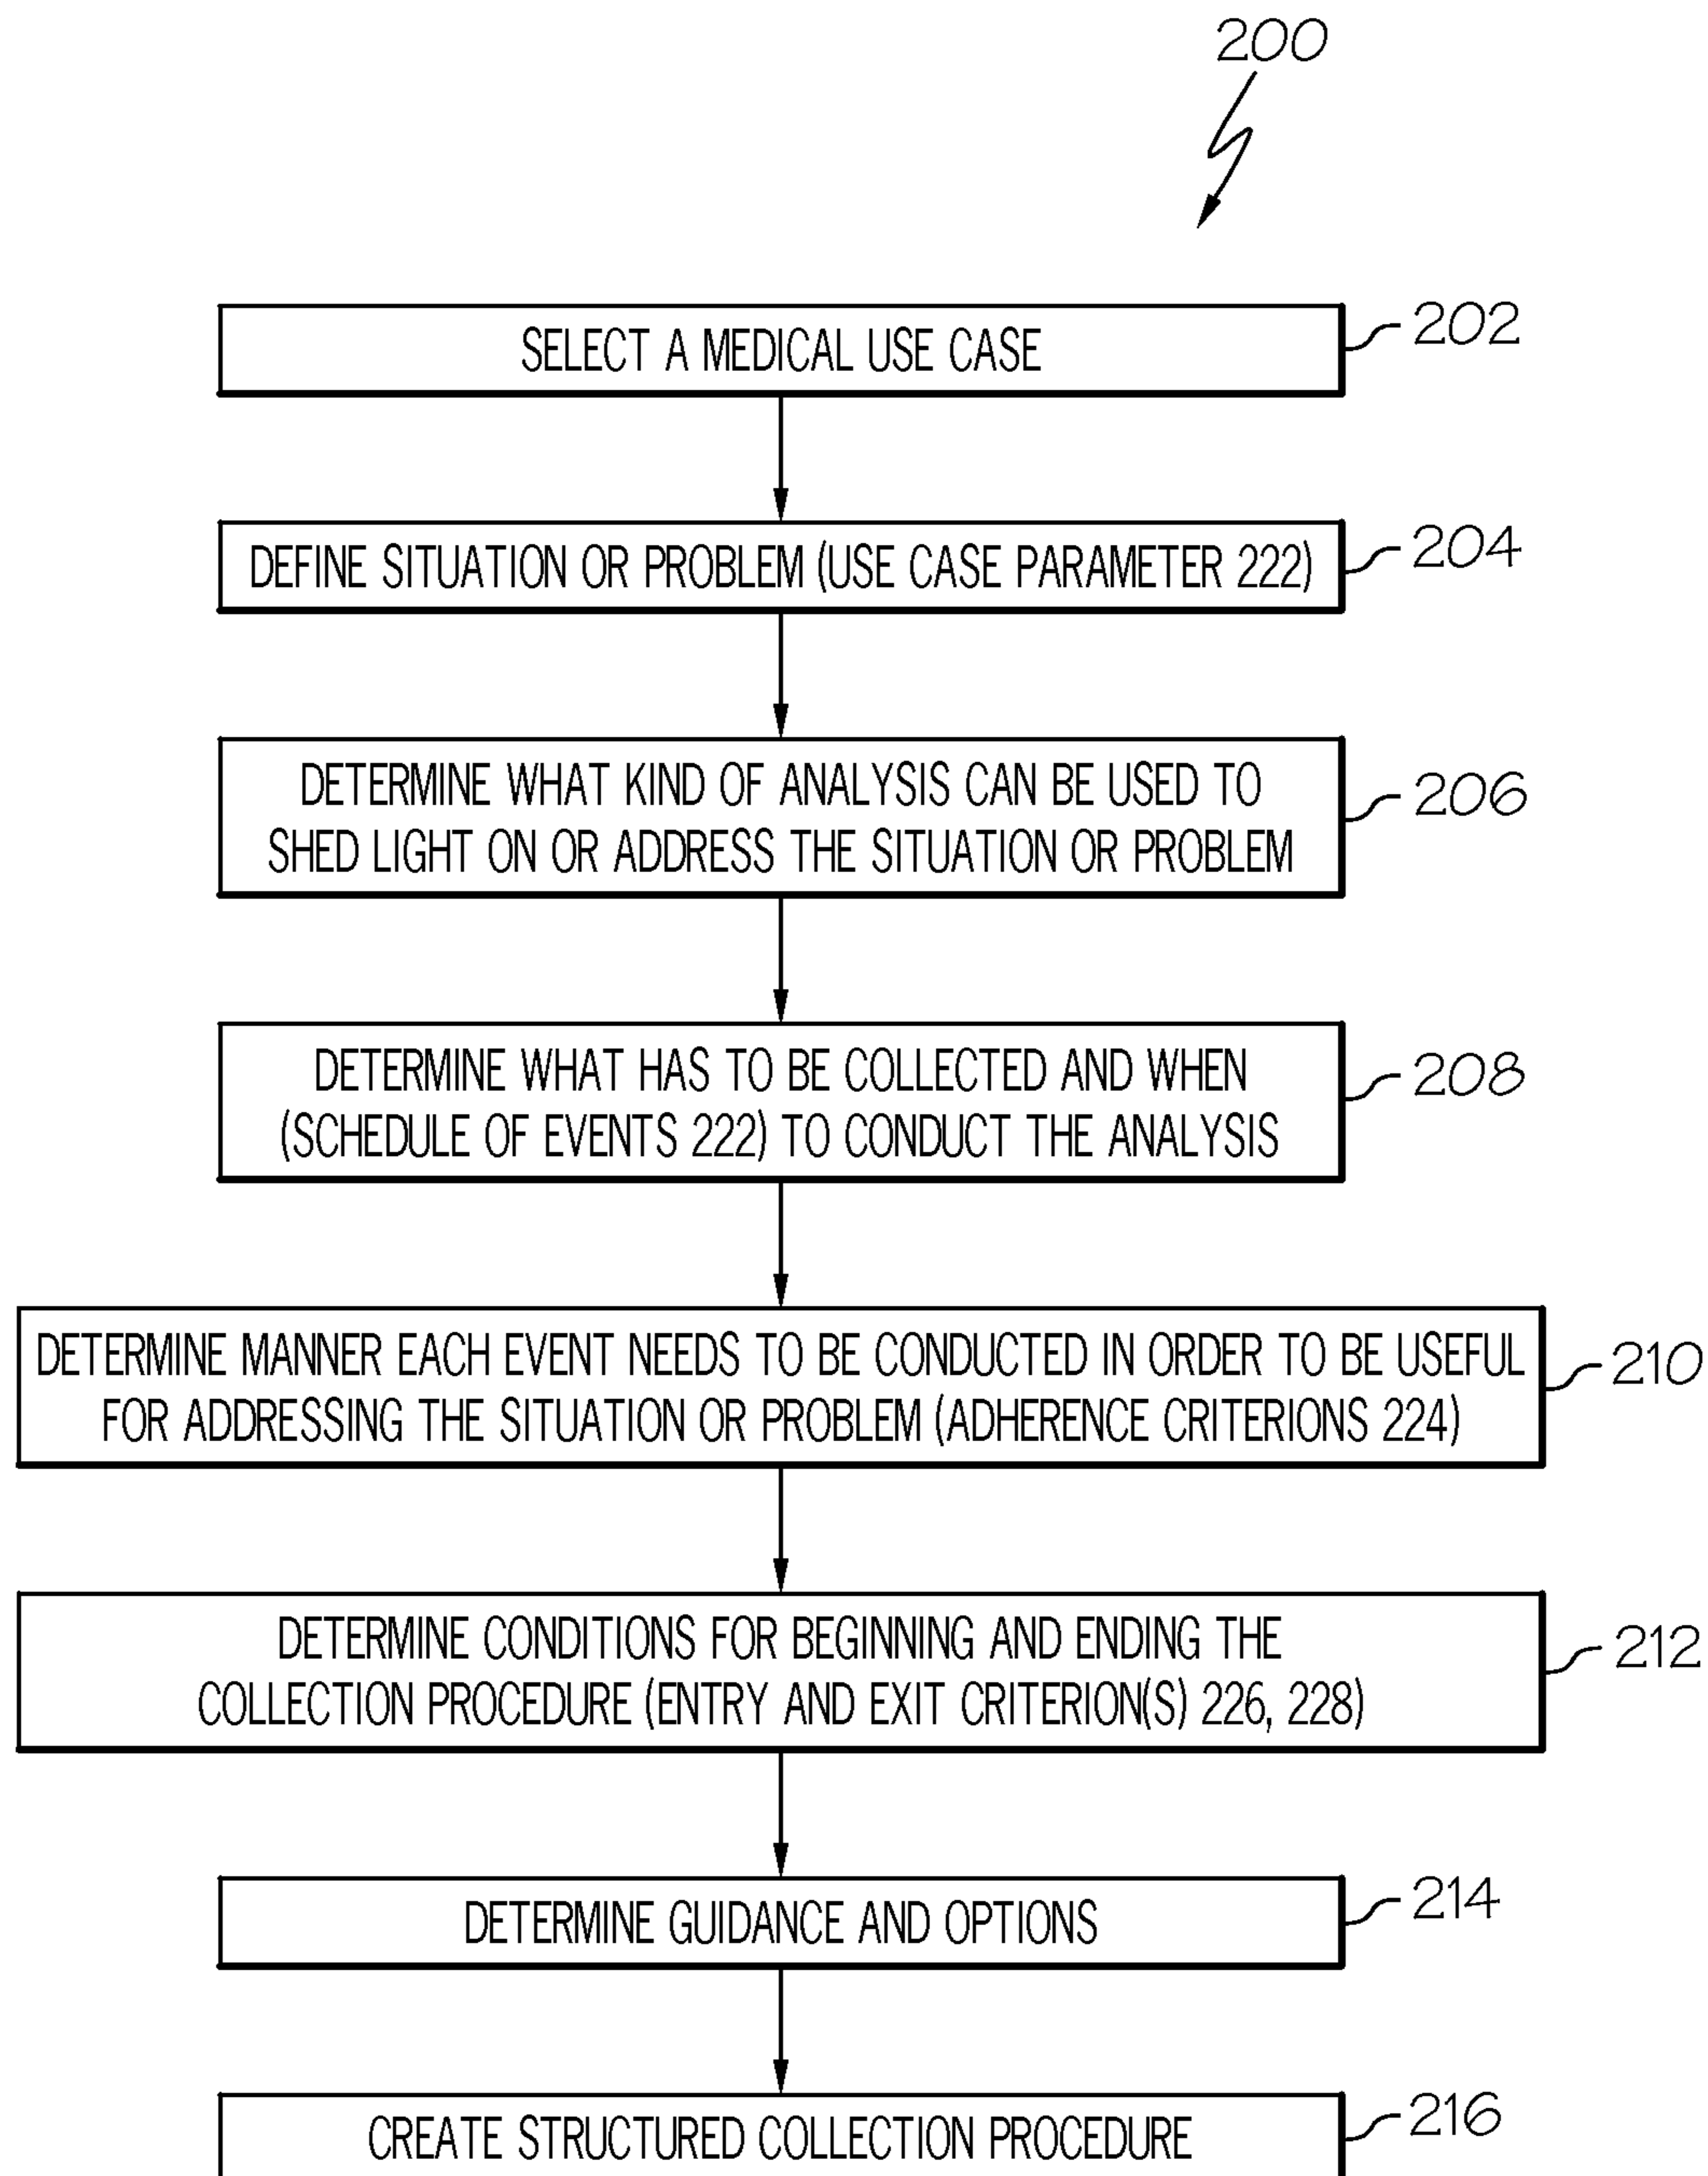 200
SELECT A MEDICAL USE CASE
202
DEFINE SITUATION OR PROBLEM (USE CASE PARAMETER 222)
204
DETERMINE WHAT KIND OF ANALYSIS CAN BE USED TO
SHED LIGHT ON OR ADDRESS THE SITUATION OR PROBLEM
206
DETERMINE WHAT HAS TO BE COLLECTED AND WHEN
(SCHEDULE OF EVENTS 222) TO CONDUCT THE ANALYSIS
208
DETERMINE MANNER EACH EVENT NEEDS TO BE CONDUCTED IN ORDER TO BE USEFUL
FOR ADDRESSING THE SITUATION OR PROBLEM (ADHERENCE CRITERIONS 224)
210
DETERMINE CONDITIONS FOR BEGINNING AND ENDING THE
COLLECTION PROCEDURE (ENTRY AND EXIT CRITERION(S) 226, 228)
212
DETERMINE GUIDANCE AND OPTIONS
214
CREATE STRUCTURED COLLECTION PROCEDURE
216